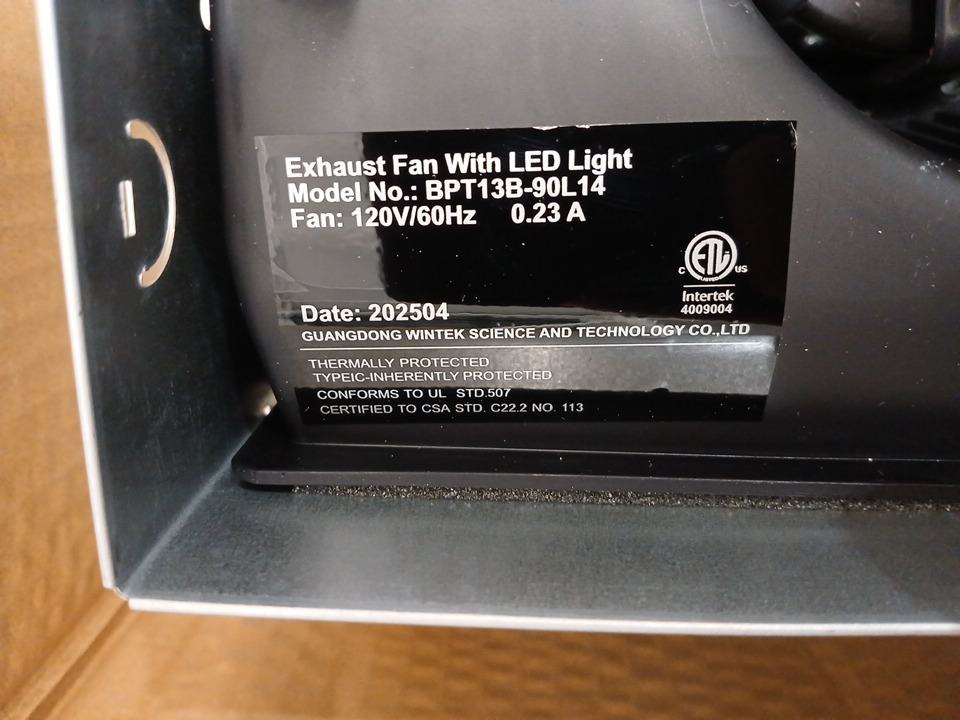 Exhaust Fan With LED Light
Model No.: BPT13B-90L14
Fan: 120V/60Hz 0.23 A
C ETL US
LISTED
Intertek
4009004
Date: 202504
GUANGDONG WINTEK SCIENCE AND TECHNOLOGY CO.,LTD
THERMALLY PROTECTED
TYPEIC-INHERENTLY PROTECTED
CONFORMS TO UL STD.507
CERTIFIED TO CSA STD. C22.2 NO. 113